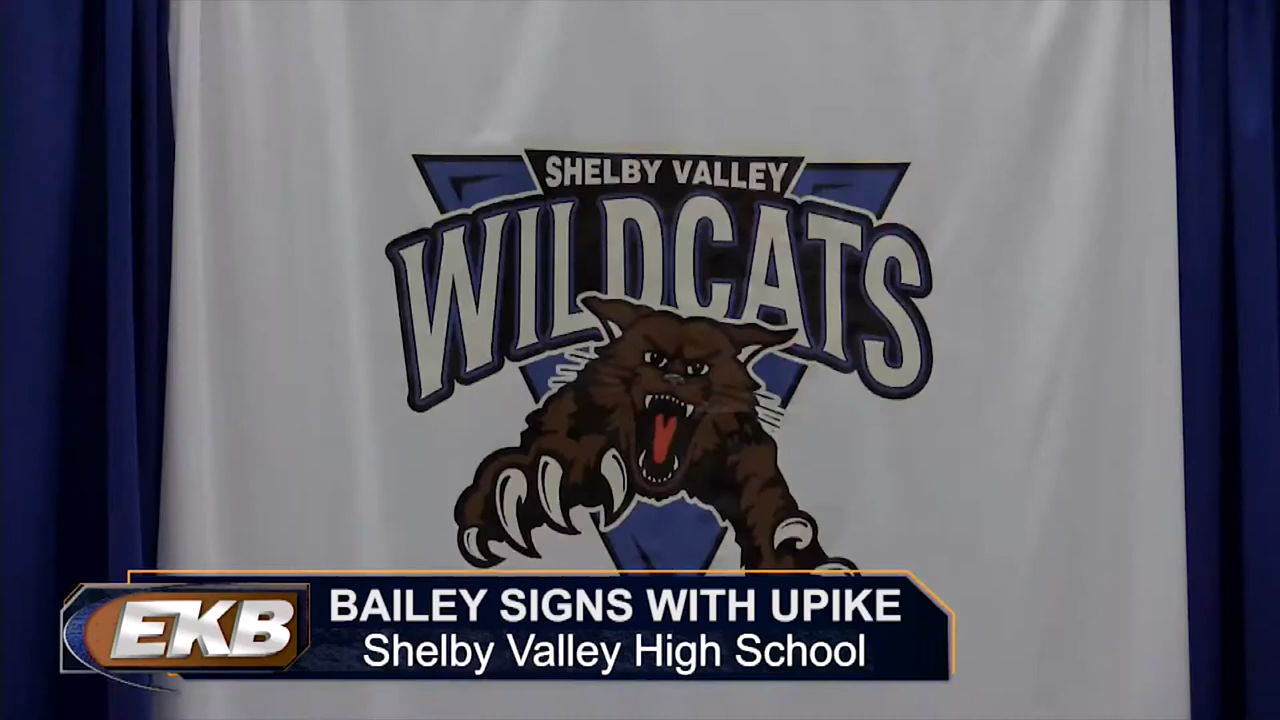 SHELBY VALLEY
WILDCATS
EKB
BAILEY SIGNS WITH UPIKE
Shelby Valley High School